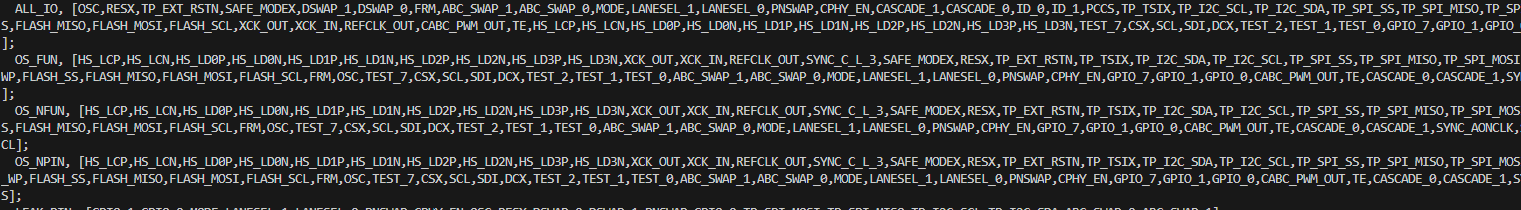 ALL_IO, [OSC,RESX,TP_EXT_RSTN,SAFE_MODEX,DSWAP_1,DSWAP_0,FRM,ABC_SWAP_1,ABC_SWAP_0,MODE,LANESEL_1,LANESEL_0,PNSWAP,CPHY_EN,CASCADE_1,CASCADE_0,ID_0,ID_1,PCCS,TP_TSIX,TP_I2C_SCL,TP_I2C_SDA,TP_SPI_SS,TP_SPI_MISO,TP_SP
S,FLASH_MISO,FLASH_MOSI,FLASH_SCL,XCK_OUT,XCK_IN,REFCLK_OUT,CABC_PWM_OUT,TE,HS_LCP,HS_LCN,HS_LD0P,HS_LD0N,HS_LD1P,HS_LD1N,HS_LD2P,HS_LD2N,HS_LD3P,HS_LD3N,TEST_7,CSX,SCL,SDI,DCX,TEST_2,TEST_1,TEST_0,GPIO_7,GPIO_1,GPIO_
];
OS_FUN, [HS_LCP,HS_LCN,HS_LD0P,HS_LD0N,HS_LD1P,HS_LD1N,HS_LD2P,HS_LD2N,HS_LD3P,HS_LD3N,XCK_OUT,XCK_IN,REFCLK_OUT,SYNC_C_L_3,SAFE_MODEX,RESX,TP_EXT_RSTN,TP_TSIX,TP_I2C_SDA,TP_I2C_SCL,TP_SPI_SS,TP_SPI_MISO,TP_SPI_MOSI
WP,FLASH_SS,FLASH_MISO,FLASH_MOSI,FLASH_SCL,FRM,OSC,TEST_7,CSX,SCL,SDI,DCX,TEST_2,TEST_1,TEST_0,ABC_SWAP_1,ABC_SWAP_0,MODE,LANESEL_1,LANESEL_0,PNSWAP,CPHY_EN,GPIO_7,GPIO_1,GPIO_0,CABC_PWM_OUT,TE,CASCADE_0,CASCADE_1,SY
];
OS_NFUN, [HS_LCP,HS_LCN,HS_LD0P,HS_LD0N,HS_LD1P,HS_LD1N,HS_LD2P,HS_LD2N,HS_LD3P,HS_LD3N,XCK_OUT,XCK_IN,REFCLK_OUT,SYNC_C_L_3,SAFE_MODEX,RESX,TP_EXT_RSTN,TP_TSIX,TP_I2C_SDA,TP_I2C_SCL,TP_SPI_SS,TP_SPI_MISO,TP_SPI_MOS
S,FLASH_MISO,FLASH_MOSI,FLASH_SCL,FRM,OSC,TEST_7,CSX,SCL,SDI,DCX,TEST_2,TEST_1,TEST_0,ABC_SWAP_1,ABC_SWAP_0,MODE,LANESEL_1,LANESEL_0,PNSWAP,CPHY_EN,GPIO_7,GPIO_1,GPIO_0,CABC_PWM_OUT,TE,CASCADE_0,CASCADE_1,SYNC_AONCLK,
CL];
OS_NPIN, [HS_LCP,HS_LCN,HS_LD0P,HS_LD0N,HS_LD1P,HS_LD1N,HS_LD2P,HS_LD2N,HS_LD3P,HS_LD3N,XCK_OUT,XCK_IN,REFCLK_OUT,SYNC_C_L_3,SAFE_MODEX,RESX,TP_EXT_RSTN,TP_TSIX,TP_I2C_SDA,TP_I2C_SCL,TP_SPI_SS,TP_SPI_MISO,TP_SPI_MOS
_WP,FLASH_SS,FLASH_MISO,FLASH_MOSI,FLASH_SCL,FRM,OSC,TEST_7,CSX,SCL,SDI,DCX,TEST_2,TEST_1,TEST_0,ABC_SWAP_1,ABC_SWAP_0,MODE,LANESEL_1,LANESEL_0,PNSWAP,CPHY_EN,GPIO_7,GPIO_1,GPIO_0,CABC_PWM_OUT,TE,CASCADE_0,CASCADE_1,S
S];